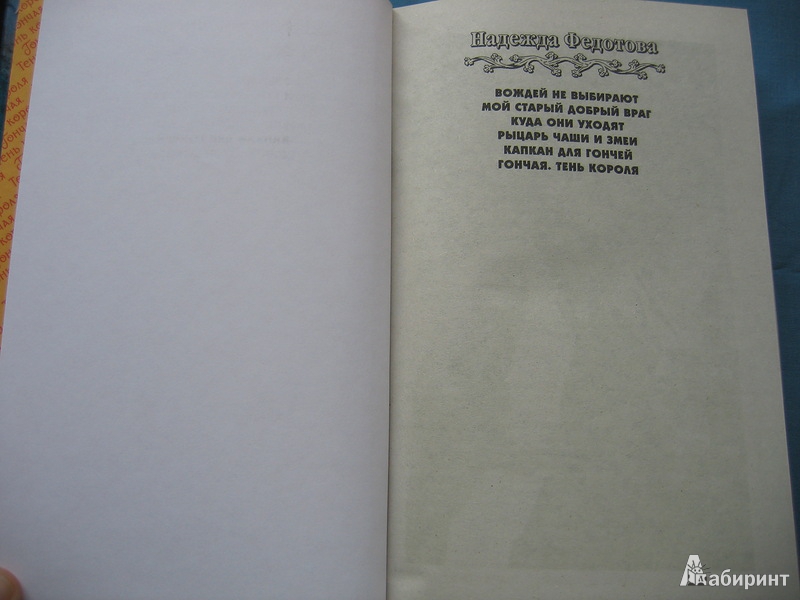 Надежда Федотова
ВОЖДЕЙ НЕ ВЫБИРАЮТ
МОЙ СТАРЫЙ ДОБРЫЙ ВРАГ
КУДА ОНИ УХОДЯТ
РЫЦАРЬ ЧАШИ И ЗМЕИ
КАПКАН ДЛЯ ГОНЧЕЙ
ГОНЧАЯ. ТЕНЬ КОРОЛЯ
Лабиринт